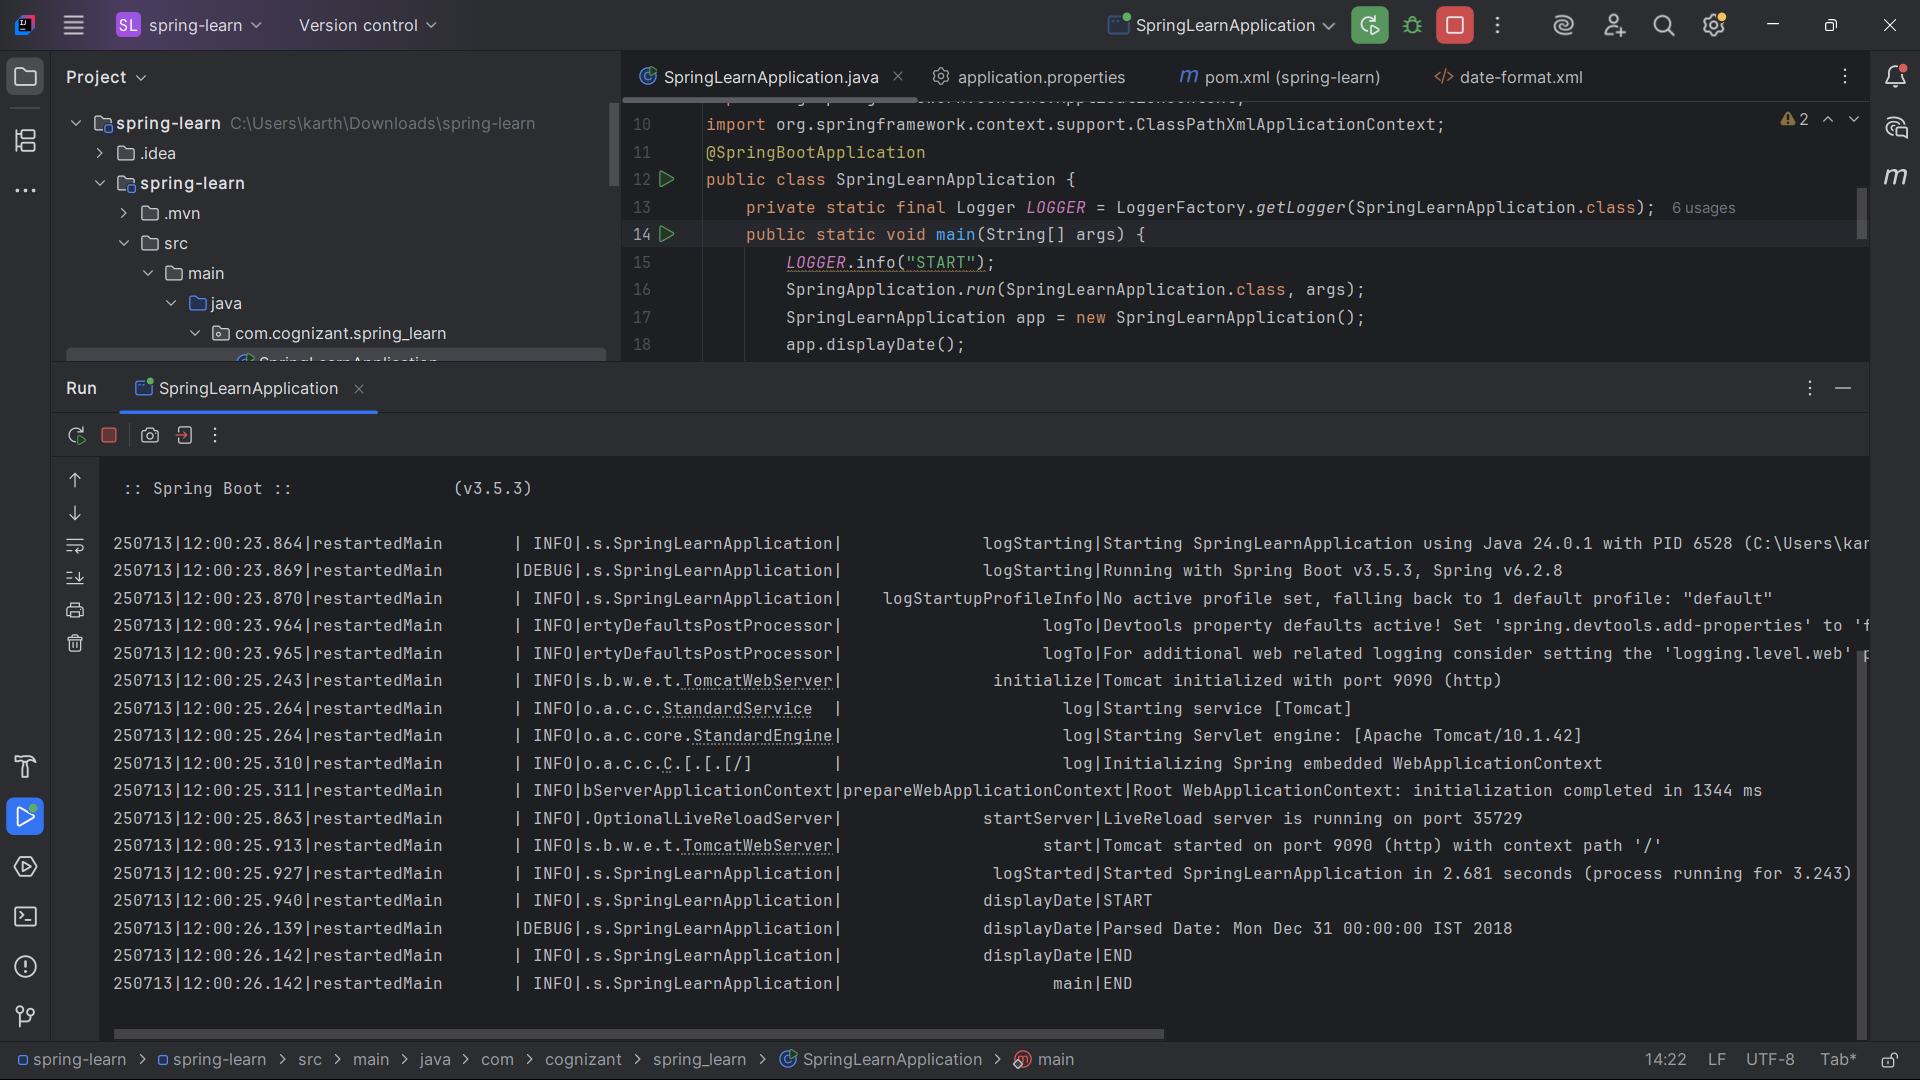 SL spring-learn Version control SpringLearnApplication
Project
SpringLearnApplication.java application.properties m pom.xml (spring-learn) </> date-format.xml
spring-learn C:\Users\karth\Downloads\spring-learn
.idea
spring-learn
.mvn
src
main
java
com.cognizant.spring_learn
SpringLearnApplication
10 import org.springframework.context.support.ClassPathXmlApplicationContext;
2
11 @SpringBootApplication
12 public class SpringLearnApplication {
13 private static final Logger LOGGER = LoggerFactory.getLogger(SpringLearnApplication.class); 6 usages
14 public static void main(String[] args) {
15 LOGGER.info("START");
16 SpringApplication.run(SpringLearnApplication.class, args);
17 SpringLearnApplication app = new SpringLearnApplication();
18 app.displayDate();
m
Run SpringLearnApplication
:: Spring Boot :: (v3.5.3)
250713|12:00:23.864|restartedMain | INFO|.s.SpringLearnApplication| logStarting|Starting SpringLearnApplication using Java 24.0.1 with PID 6528 (C:\Users\kar
250713|12:00:23.869|restartedMain |DEBUG|.s.SpringLearnApplication| logStarting|Running with Spring Boot v3.5.3, Spring v6.2.8
250713|12:00:23.870|restartedMain | INFO|.s.SpringLearnApplication| logStartupProfileInfo|No active profile set, falling back to 1 default profile: "default"
250713|12:00:23.964|restartedMain | INFO|ertyDefaultsPostProcessor| logTo|Devtools property defaults active! Set 'spring.devtools.add-properties' to 'f
250713|12:00:23.965|restartedMain | INFO|ertyDefaultsPostProcessor| logTo|For additional web related logging consider setting the 'logging.level.web' p
250713|12:00:25.243|restartedMain | INFO|s.b.w.e.t.TomcatWebServer| initialize|Tomcat initialized with port 9090 (http)
250713|12:00:25.264|restartedMain | INFO|o.a.c.c.StandardService | log|Starting service [Tomcat]
250713|12:00:25.264|restartedMain | INFO|o.a.c.core.StandardEngine| log|Starting Servlet engine: [Apache Tomcat/10.1.42]
250713|12:00:25.310|restartedMain | INFO|o.a.c.c.C.[.[.[/] | log|Initializing Spring embedded WebApplicationContext
250713|12:00:25.311|restartedMain | INFO|bServerApplicationContext|prepareWebApplicationContext|Root WebApplicationContext: initialization completed in 1344 ms
250713|12:00:25.863|restartedMain | INFO|.OptionalLiveReloadServer| startServer|LiveReload server is running on port 35729
250713|12:00:25.913|restartedMain | INFO|s.b.w.e.t.TomcatWebServer| start|Tomcat started on port 9090 (http) with context path '/'
250713|12:00:25.927|restartedMain | INFO|.s.SpringLearnApplication| logStarted|Started SpringLearnApplication in 2.681 seconds (process running for 3.243)
250713|12:00:25.940|restartedMain | INFO|.s.SpringLearnApplication| displayDate|START
250713|12:00:26.139|restartedMain |DEBUG|.s.SpringLearnApplication| displayDate|Parsed Date: Mon Dec 31 00:00:00 IST 2018
250713|12:00:26.142|restartedMain | INFO|.s.SpringLearnApplication| displayDate|END
250713|12:00:26.142|restartedMain | INFO|.s.SpringLearnApplication| main|END
spring-learn > spring-learn > src > main > java > com > cognizant > spring_learn > SpringLearnApplication > main 14:22 LF UTF-8 Tab*